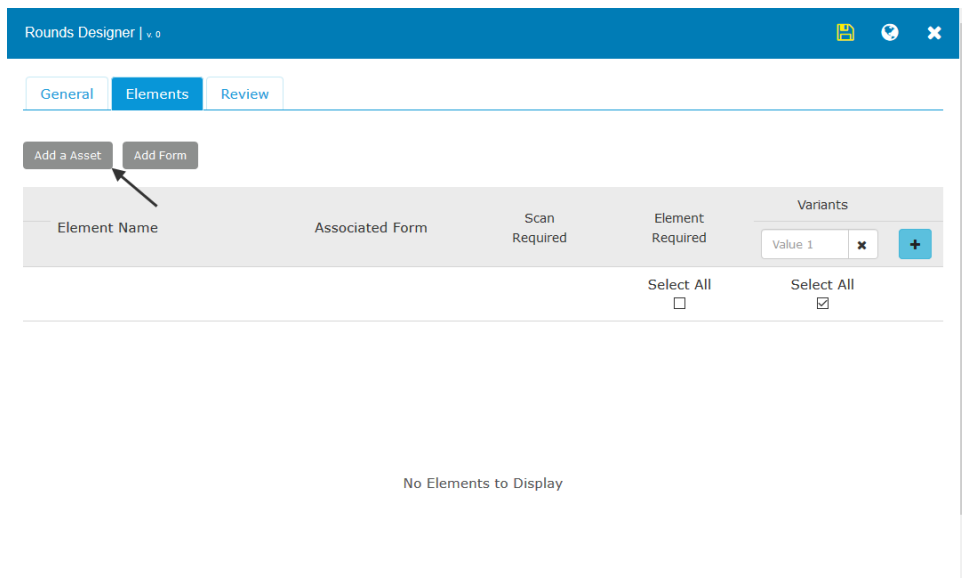 Rounds Designer | v. 0
General Elements Review
Add a Asset Add Form
Variants
Element Name Associated Form Scan Required Element Required
Value 1
Select All Select All
No Elements to Display